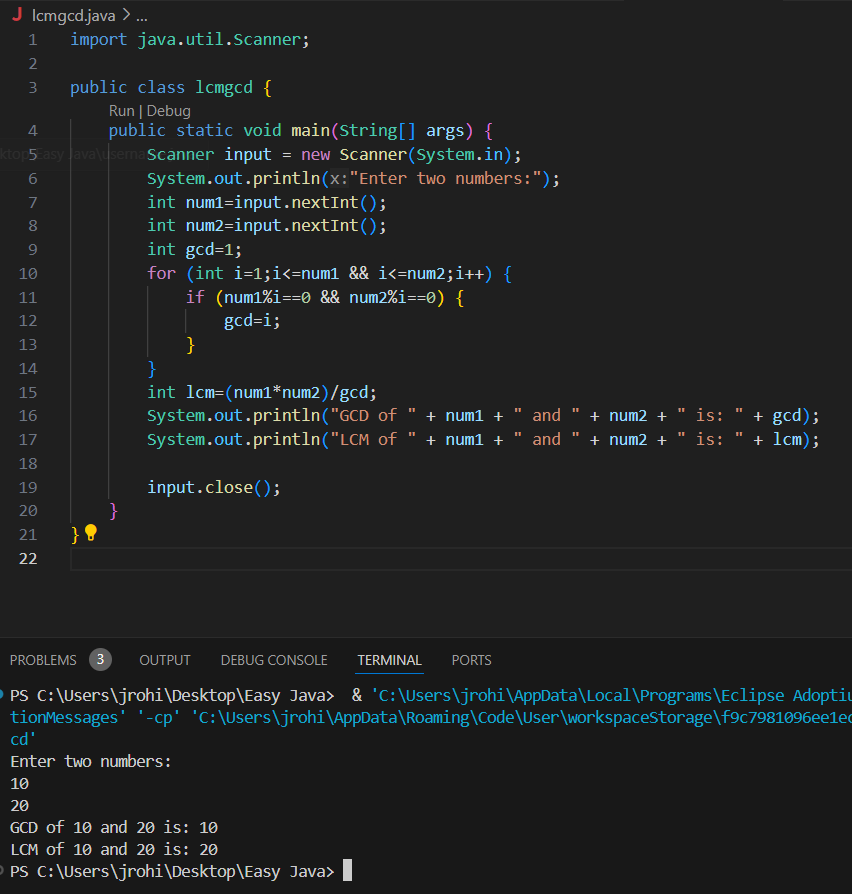 J lcmgcd.java > ...
1 import java.util.Scanner;
2
3 public class lcmgcd {
Run | Debug
4 public static void main(String[] args) {
5 Scanner input = new Scanner(System.in);
6 System.out.println(x:"Enter two numbers:");
7 int num1=input.nextInt();
8 int num2=input.nextInt();
9 int gcd=1;
10 for (int i=1;i<=num1 && i<=num2;i++) {
11 if (num1%i==0 && num2%i==0) {
12 gcd=i;
13 }
14 }
15 int lcm=(num1*num2)/gcd;
16 System.out.println("GCD of " + num1 + " and " + num2 + " is: " + gcd);
17 System.out.println("LCM of " + num1 + " and " + num2 + " is: " + lcm);
18
19 input.close();
20 }
21 }
22
PROBLEMS 3 OUTPUT DEBUG CONSOLE TERMINAL PORTS
PS C:\Users\jrohi\Desktop\Easy Java> & 'C:\Users\jrohi\AppData\Local\Programs\Eclipse Adoptiu
tionMessages' '-cp' 'C:\Users\jrohi\AppData\Roaming\Code\User\workspaceStorage\f9c7981096ee1ec
cd'
Enter two numbers:
10
20
GCD of 10 and 20 is: 10
LCM of 10 and 20 is: 20
PS C:\Users\jrohi\Desktop\Easy Java>